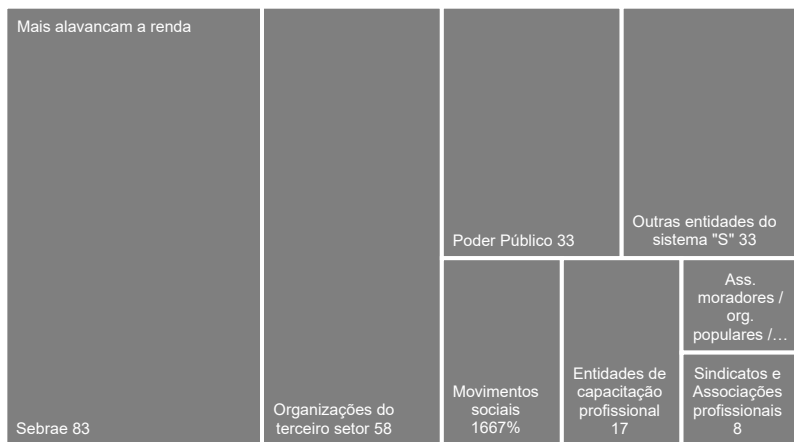 Mais alavancam a renda
Sebrae 83
Organizações do
terceiro setor 58
Poder Público 33
Outras entidades do
sistema "S" 33
Movimentos
sociais
1667%
Entidades de
capacitação
profissional
17
Ass.
moradores /
org.
populares /...
Sindicatos e
Associações
profissionais
8